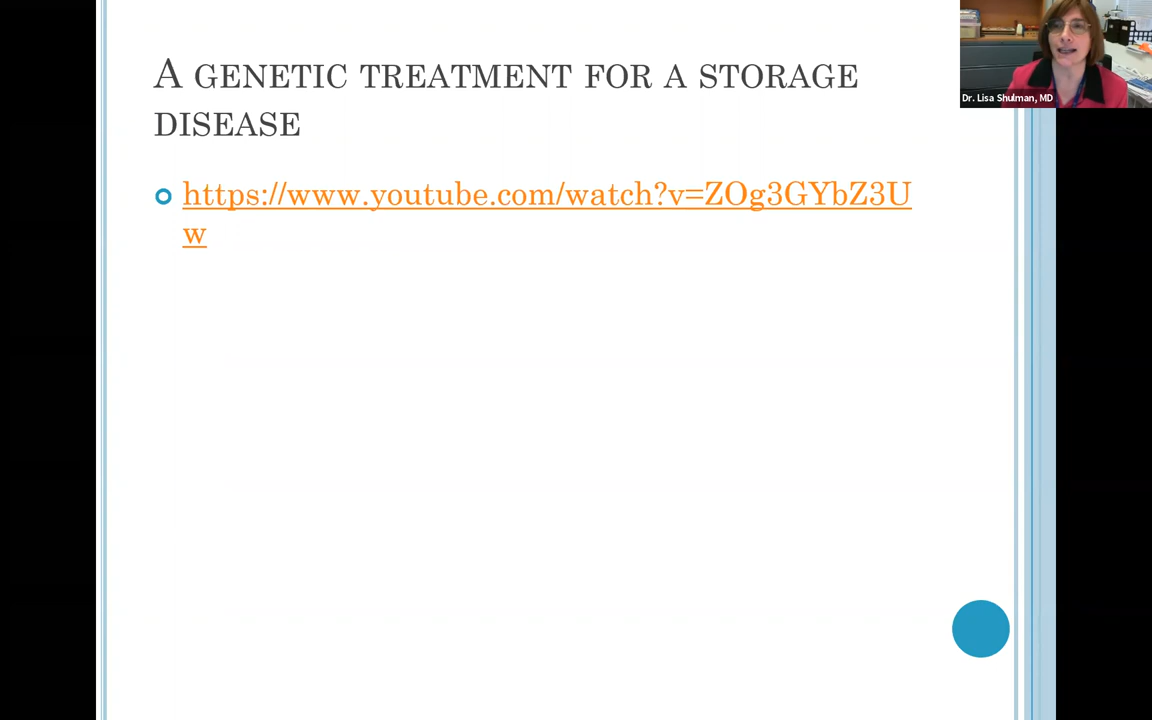 A GENETIC TREATMENT FOR A STORAGE
DISEASE
https://www.youtube.com/watch?v=ZOg3GYbZ3U
w
Dr. Lisa Shulman, MD